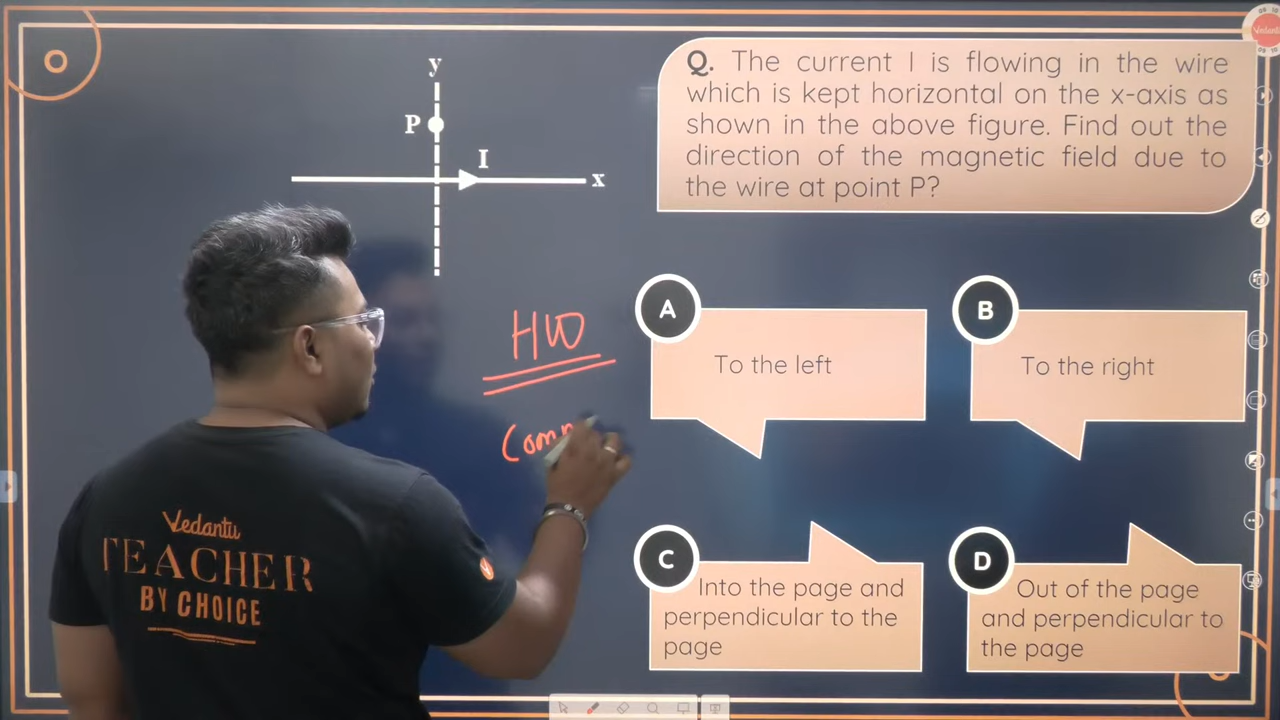 y
P
I
x
Q. The current I is flowing in the wire
which is kept horizontal on the x-axis as
shown in the above figure. Find out the
direction of the magnetic field due to
the wire at point P?
HW
A
To the left
B
To the right
C
Into the page and
perpendicular to the
page
D
Out of the page
and perpendicular to
the page
Vedantu
TEACHER
BY CHOICE
Vedantu